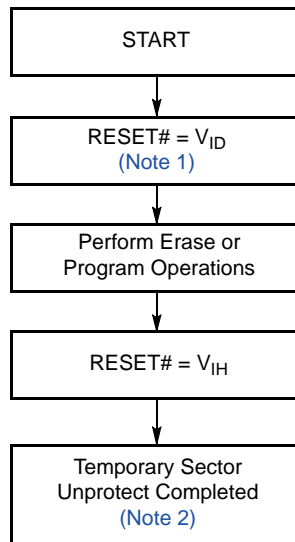 START
RESET# = VID
(Note 1)
Perform Erase or
Program Operations
RESET# = VIH
Temporary Sector
Unprotect Completed
(Note 2)